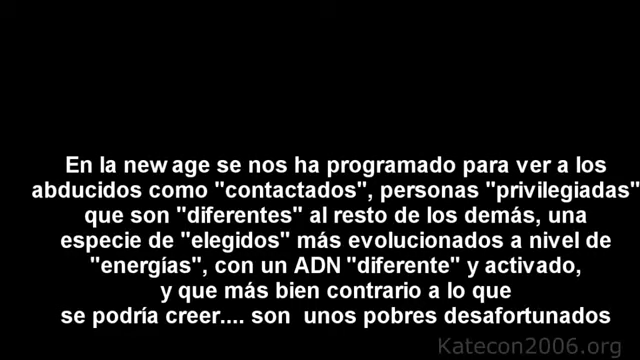 En la new age se nos ha programado para ver a los
abducidos como "contactados", personas "privilegiadas"
que son "diferentes" al resto de los demás, una
especie de "elegidos" más evolucionados a nivel de
"energías", con un ADN "diferente" y activado,
y que más bien contrario a lo que
se podría creer.... son unos pobres desafortunados
Katecon2006.org